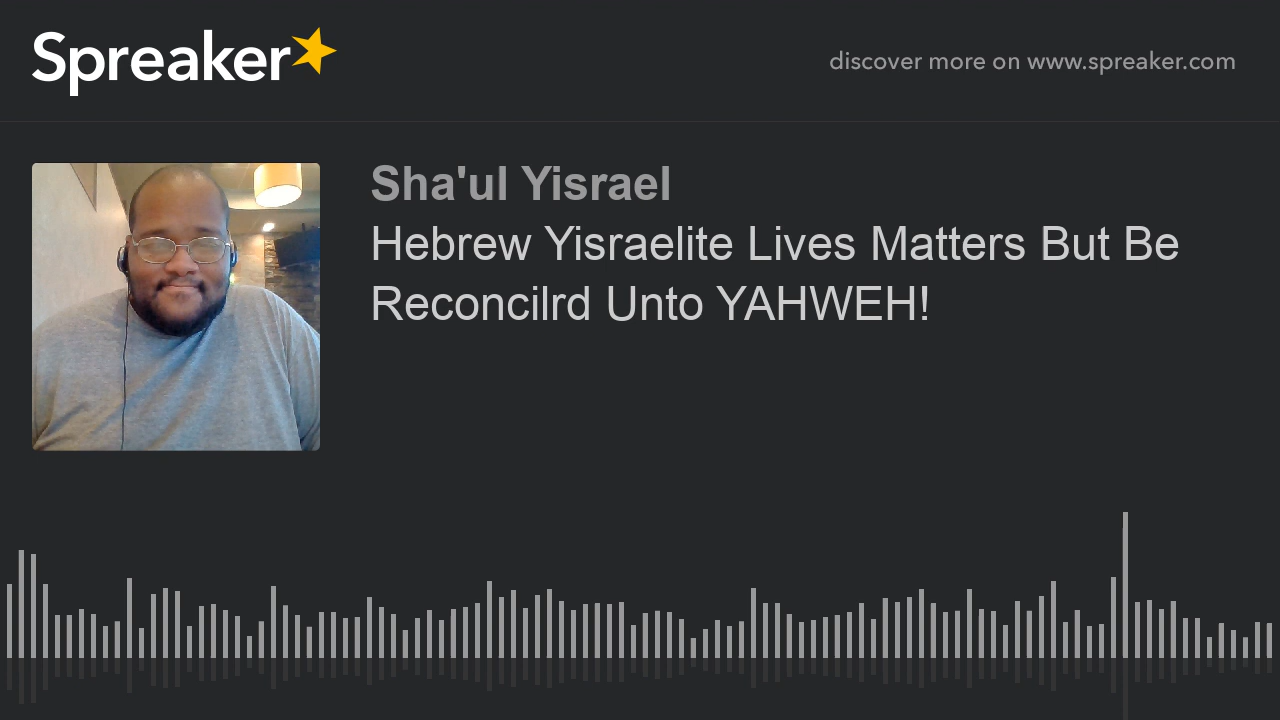 Spreaker
discover more on www.spreaker.com
Sha'ul Yisrael
Hebrew Yisraelite Lives Matters But Be
Reconcilrd Unto YAHWEH!